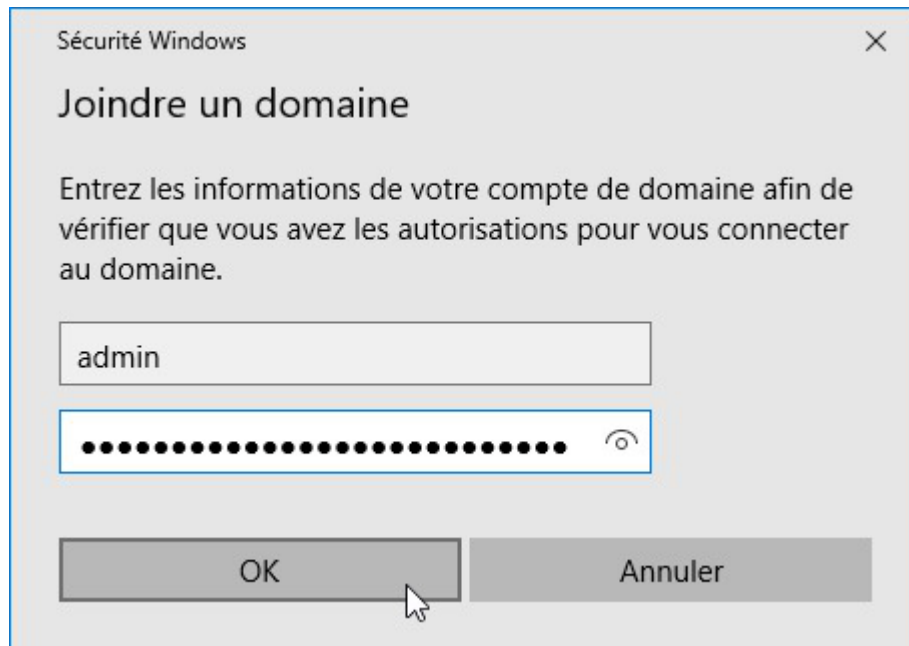 Sécurité Windows
Joindre un domaine
Entrez les informations de votre compte de domaine afin de
vérifier que vous avez les autorisations pour vous connecter
au domaine.
admin
●●●●●●●●●●●●●●●●●●●●●●●●●●●
OK
Annuler